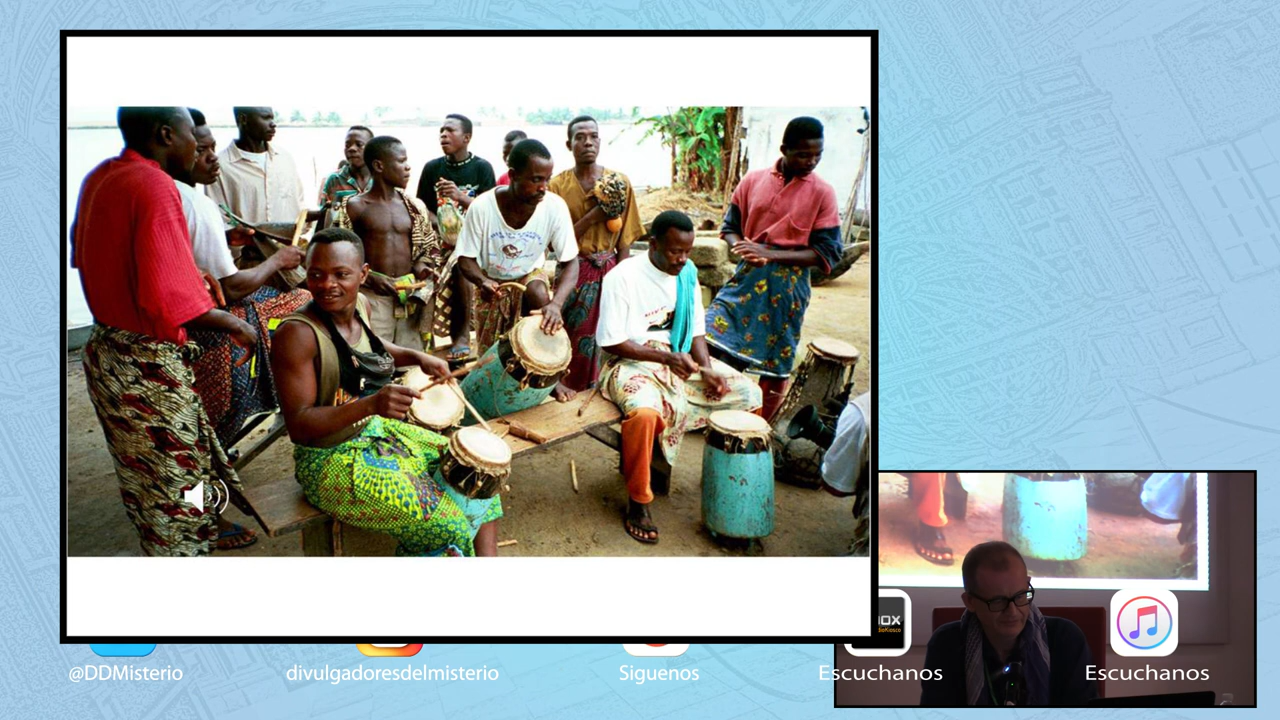 @DDMisterio
divulgadoresdelmisterio
Siguenos
Escuchanos
Escuchanos